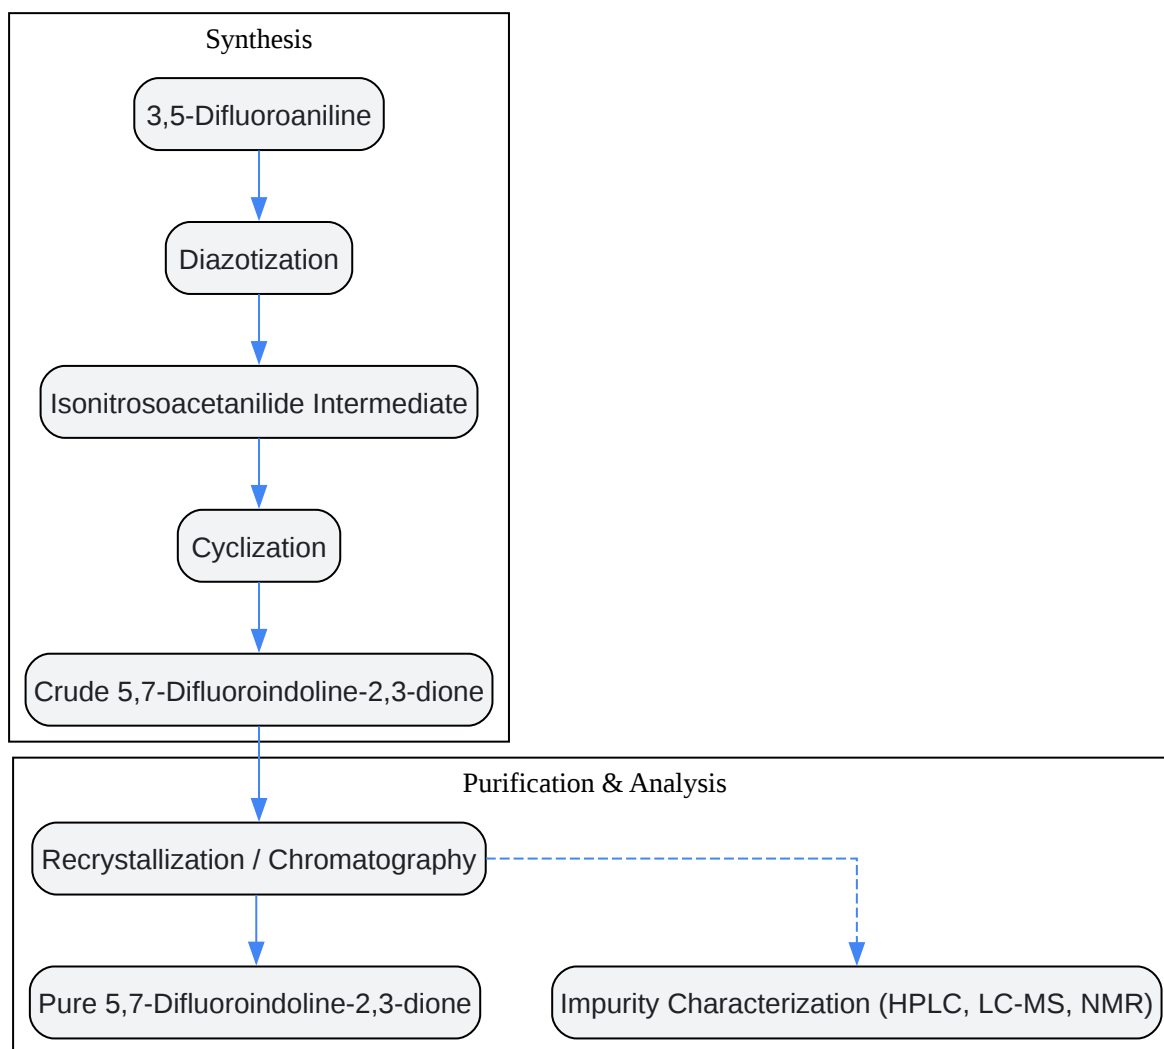 Synthesis
3,5-Difluoroaniline
Diazotization
Isonitrosoacetanilide Intermediate
Cyclization
Crude 5,7-Difluoroindoline-2,3-dione
Purification & Analysis
Recrystallization / Chromatography
Pure 5,7-Difluoroindoline-2,3-dione
Impurity Characterization (HPLC, LC-MS, NMR)